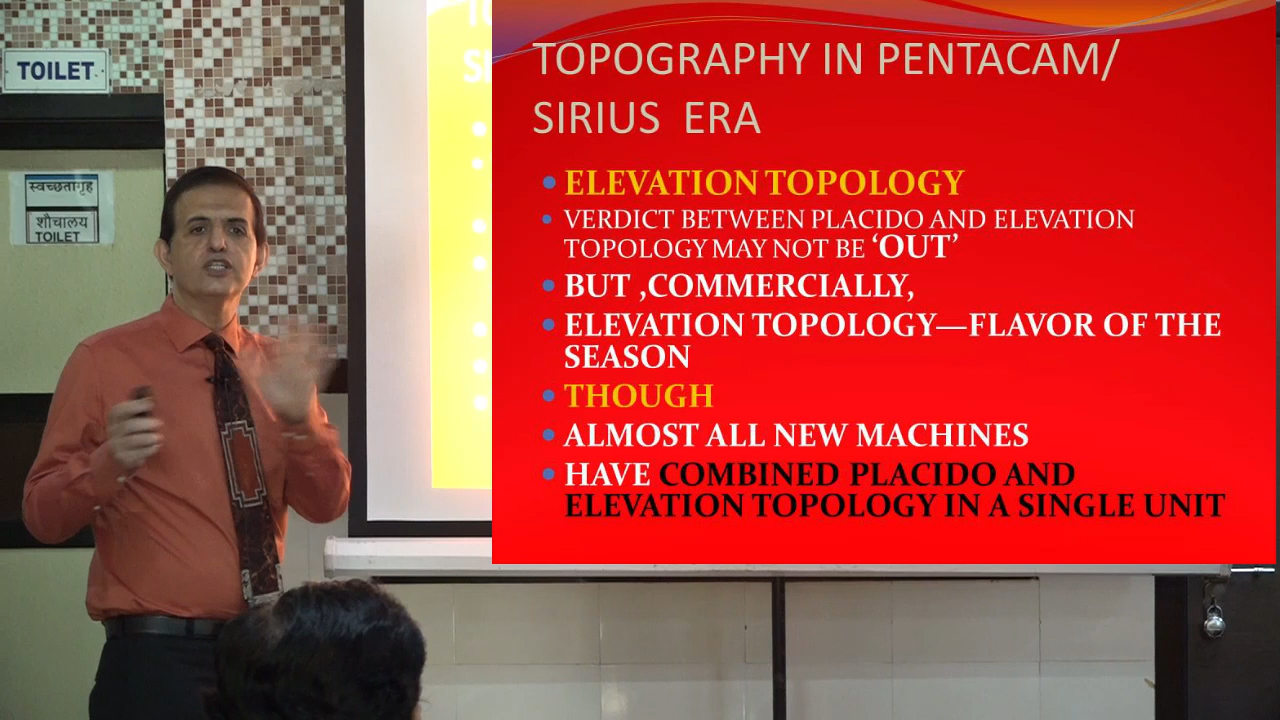 TOILET
स्वच्छतागृह
शौचालय
TOILET
TOPOGRAPHY IN PENTACAM/
SIRIUS ERA
ELEVATION TOPOLOGY
VERDICT BETWEEN PLACIDO AND ELEVATION
TOPOLOGY MAY NOT BE ‘OUT’
BUT ,COMMERCIALLY,
ELEVATION TOPOLOGY—FLAVOR OF THE
SEASON
THOUGH
ALMOST ALL NEW MACHINES
HAVE COMBINED PLACIDO AND
ELEVATION TOPOLOGY IN A SINGLE UNIT